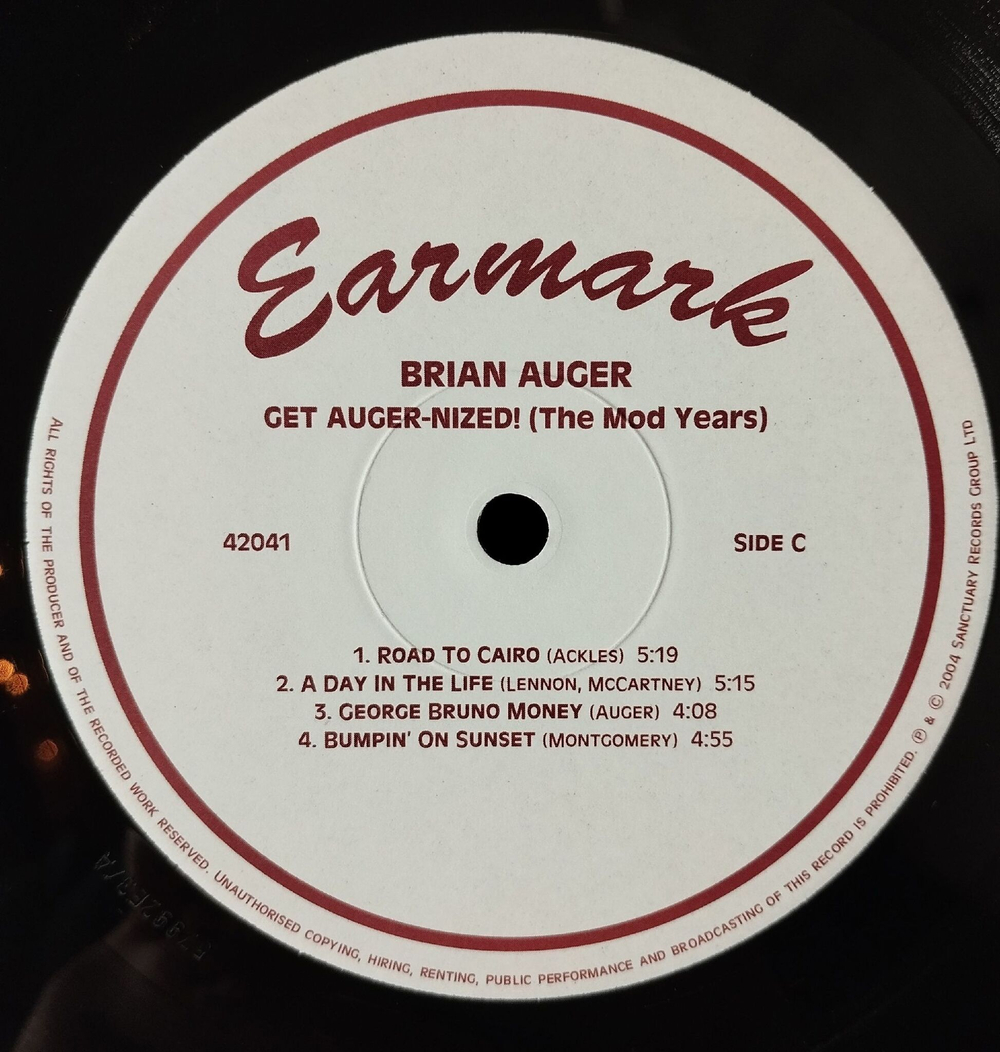 Earmark
BRIAN AUGER
GET AUGER-NIZED! (The Mod Years)
42041
SIDE C
1. ROAD TO CAIRO (ACKLES) 5:19
2. A DAY IN THE LIFE (LENNON, MCCARTNEY) 5:15
3. GEORGE BRUNO MONEY (AUGER) 4:08
4. BUMPIN' ON SUNSET (MONTGOMERY) 4:55
ALL RIGHTS OF THE PRODUCER AND OF THE RECORDED WORK RESERVED. UNAUTHORISED COPYING, HIRING, RENTING, PUBLIC PERFORMANCE AND BROADCASTING OF THIS RECORD IS PROHIBITED. ℗ & © 2004 SANCTUARY RECORDS GROUP LTD